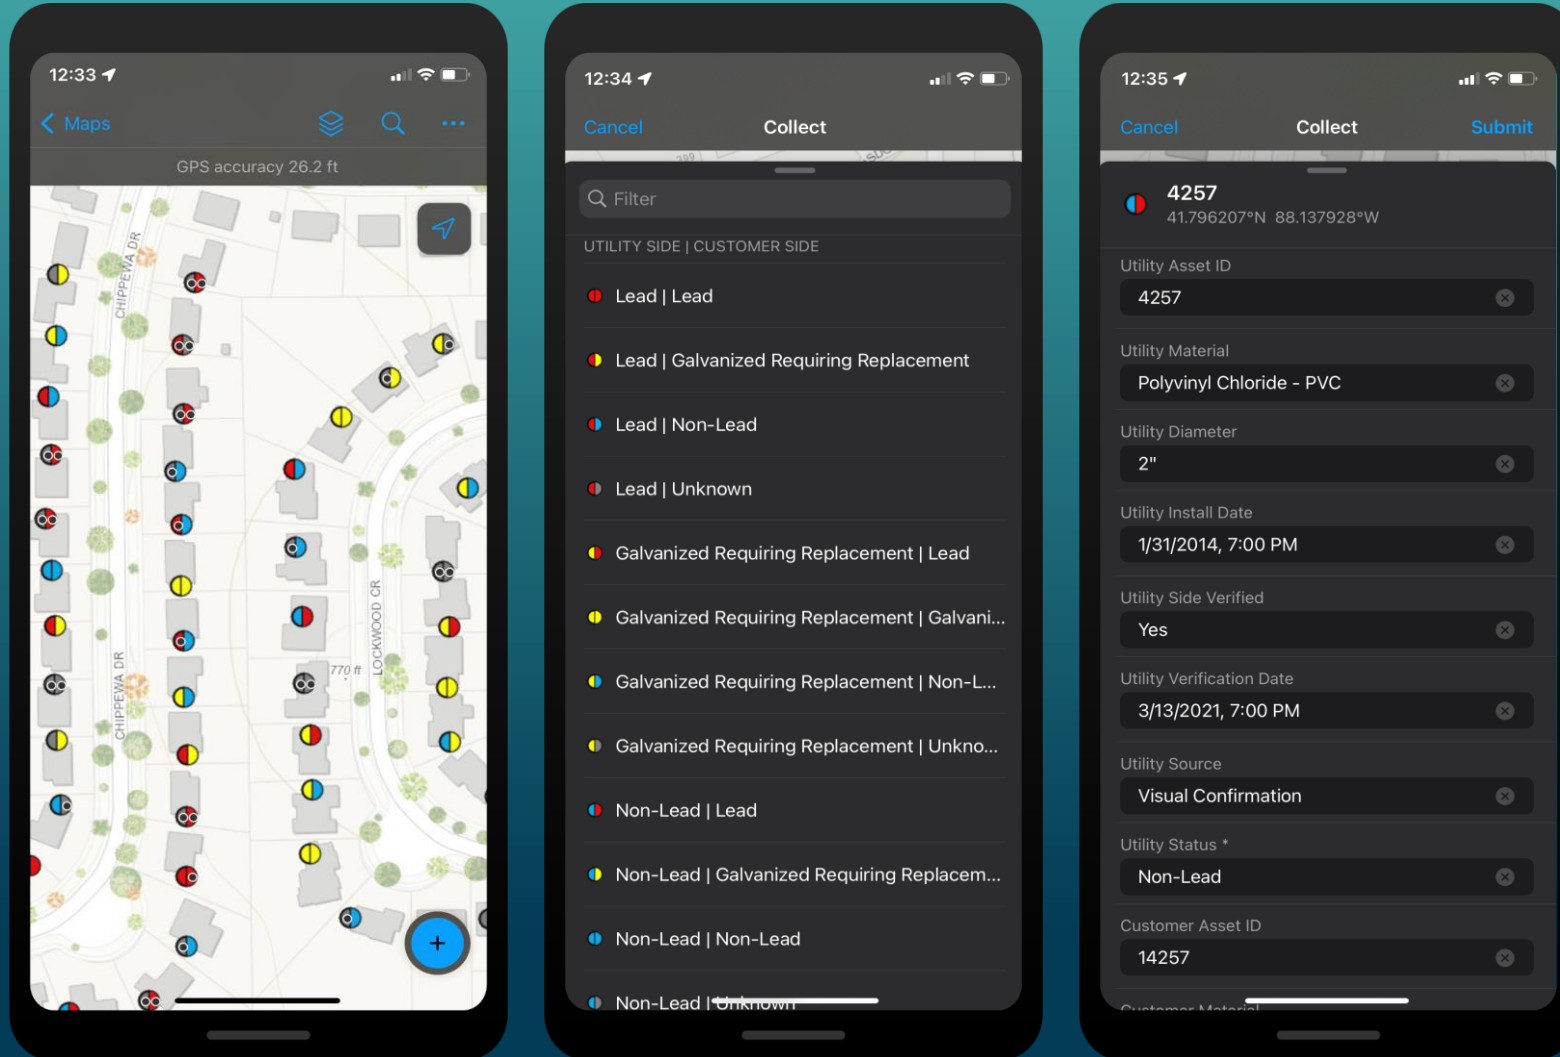 12:33
Maps
GPS accuracy 26.2 ft
CHIPPEWA DR
CHIPPEWA DR
LOCKWOOD CR
770 ft
12:34
Cancel
Collect
399
Filter
UTILITY SIDE | CUSTOMER SIDE
Lead | Lead
Lead | Galvanized Requiring Replacement
Lead | Non-Lead
Lead | Unknown
Galvanized Requiring Replacement | Lead
Galvanized Requiring Replacement | Galvani...
Galvanized Requiring Replacement | Non-L...
Galvanized Requiring Replacement | Unkno...
Non-Lead | Lead
Non-Lead | Galvanized Requiring Replacem...
Non-Lead | Non-Lead
Non-Lead | Unknown
12:35
Cancel
Collect
Submit
4257
41.796207°N 88.137928°W
Utility Asset ID
4257
Utility Material
Polyvinyl Chloride - PVC
Utility Diameter
2"
Utility Install Date
1/31/2014, 7:00 PM
Utility Side Verified
Yes
Utility Verification Date
3/13/2021, 7:00 PM
Utility Source
Visual Confirmation
Utility Status *
Non-Lead
Customer Asset ID
14257
Customer Material